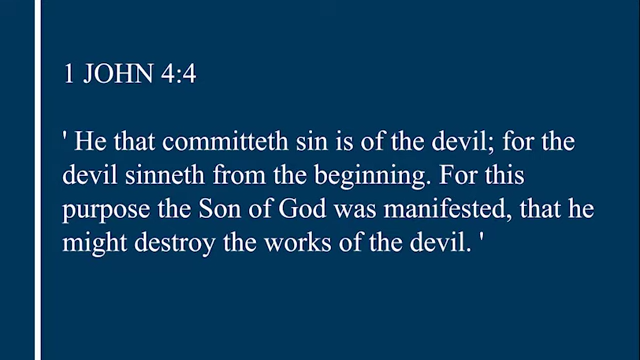 1 JOHN 4:4
' He that committeth sin is of the devil; for the
devil sinneth from the beginning. For this
purpose the Son of God was manifested, that he
might destroy the works of the devil. '